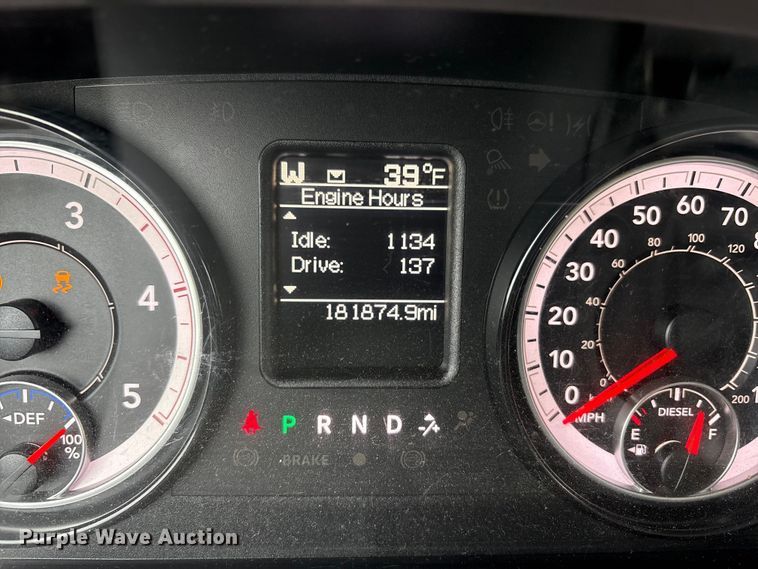 W 39°F
Engine Hours
Idle: 1134
Drive: 137
181874.9mi
3
4
5
DEF
100
%
P R N D
BRAKE
0 10 20 30 40 50 60 70
0 20 40 60 80 100 120 200
MPH
DIESEL
E F
Purple Wave Auction